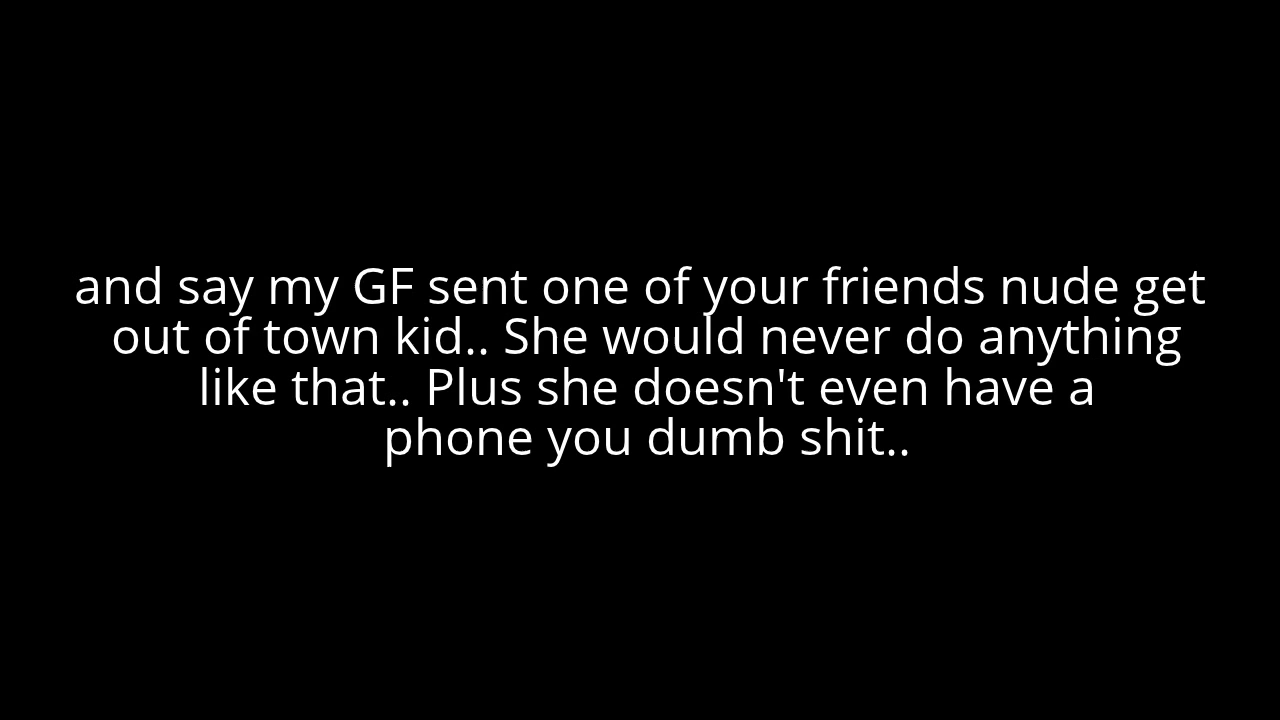 and say my GF sent one of your friends nude get
out of town kid.. She would never do anything
like that.. Plus she doesn't even have a
phone you dumb shit..